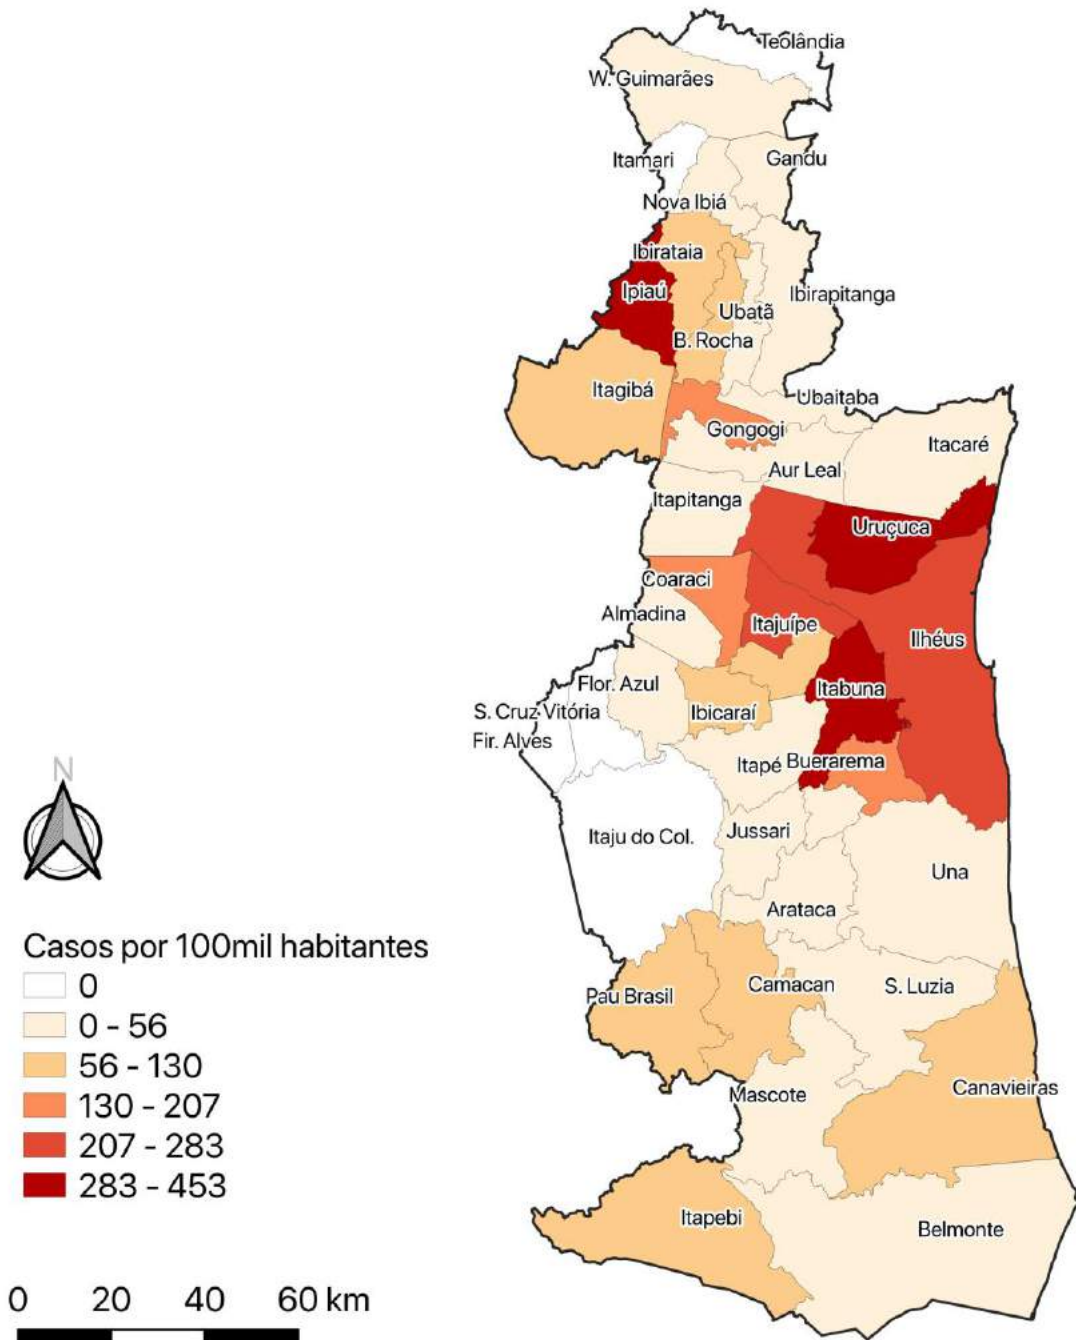 Teolândia
W. Guimarães
Itamari
Gandu
Nova Ibiá
Ibirataia
Ipiaú
Ibirapitanga
Ubatã
B. Rocha
Itagibá
Ubaitaba
Gongogi
Itacaré
Aur Leal
Itapitanga
Uruçuca
Coaraci
Almadina
Itajuípe
Ilhéus
Flor. Azul
Itabuna
S. Cruz Vitória
Ibicaraí
Fir. Alves
Itapé
Buerarema
N
Jussari
Itaju do Col.
Una
Arataca
Casos por 100mil habitantes
0
0 - 56
56 - 130
130 - 207
207 - 283
283 - 453
Camacan
S. Luzia
Pau Brasil
Canavieiras
Mascote
Itapebi
Belmonte
0 20 40 60 km